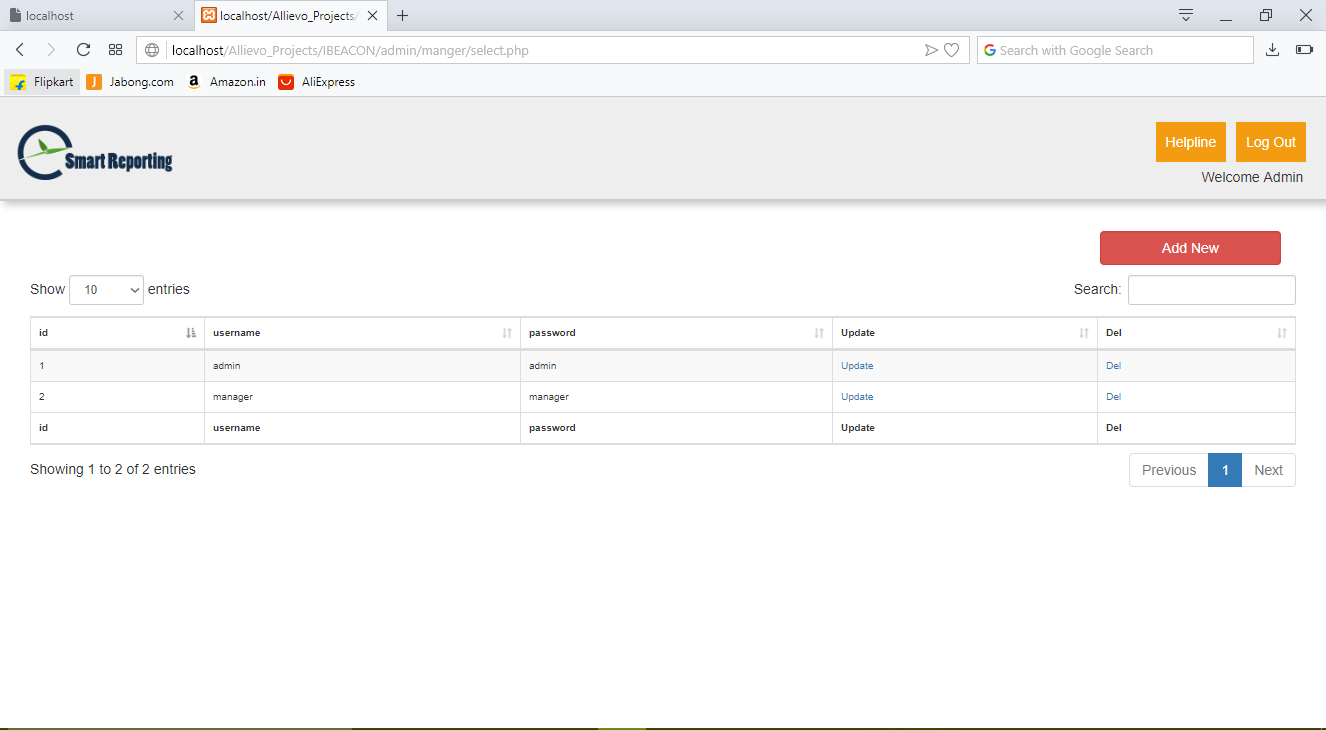 localhost
localhost/Allievo_Projects/
localhost/Allievo_Projects/IBEACON/admin/manger/select.php
Search with Google Search
Flipkart J Jabong.com a Amazon.in AliExpress
Smart Reporting
Helpline Log Out
Welcome Admin
Add New
Show 10 entries Search:
id username password Update Del
1 admin admin Update Del
2 manager manager Update Del
id username password Update Del
Showing 1 to 2 of 2 entries Previous 1 Next